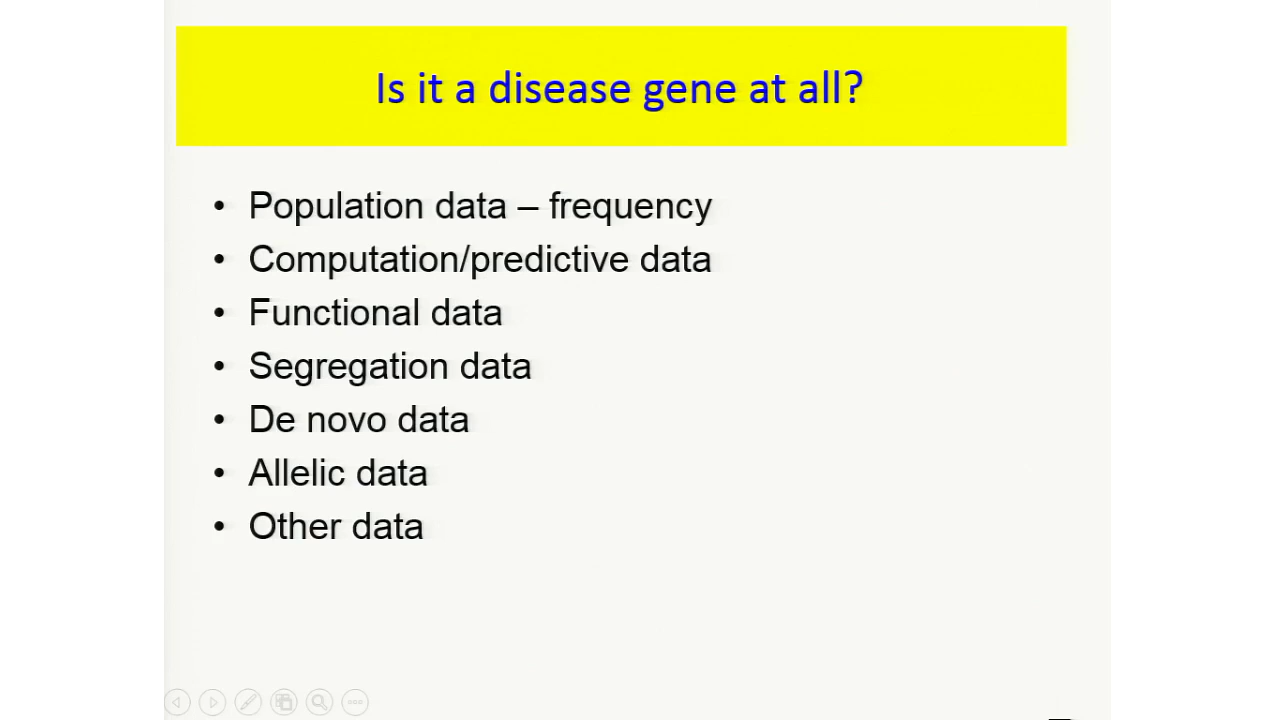 Is it a disease gene at all?
• Population data – frequency
• Computation/predictive data
• Functional data
• Segregation data
• De novo data
• Allelic data
• Other data